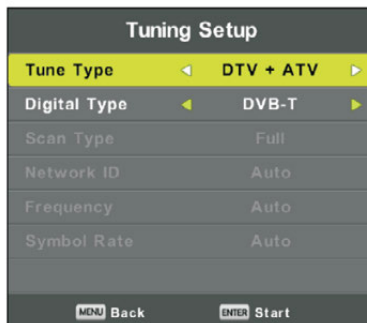 Tuning Setup
Tune Type DTV + ATV
Digital Type DVB-T
Scan Type Full
Network ID Auto
Frequency Auto
Symbol Rate Auto
MENU Back ENTER Start